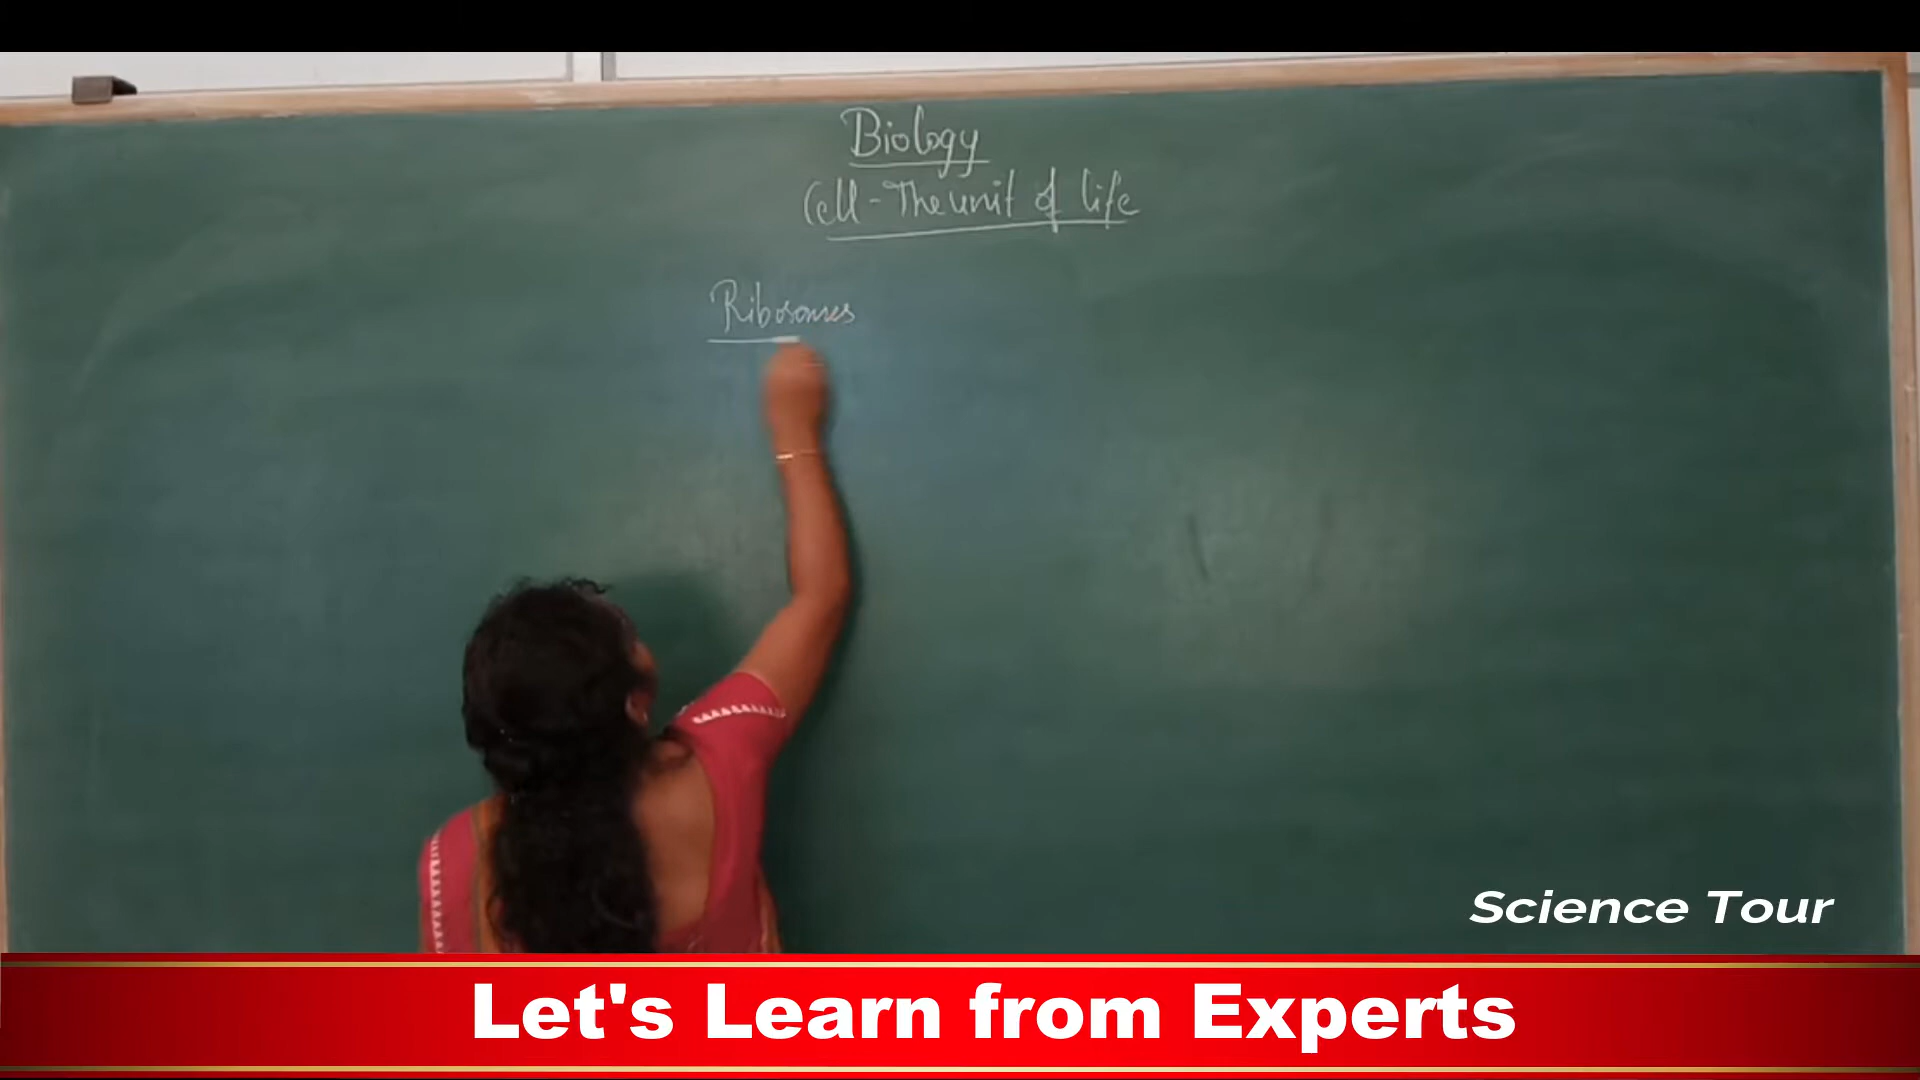 Biology
Cell - The unit of life
Ribosomes
Science Tour
Let's Learn from Experts